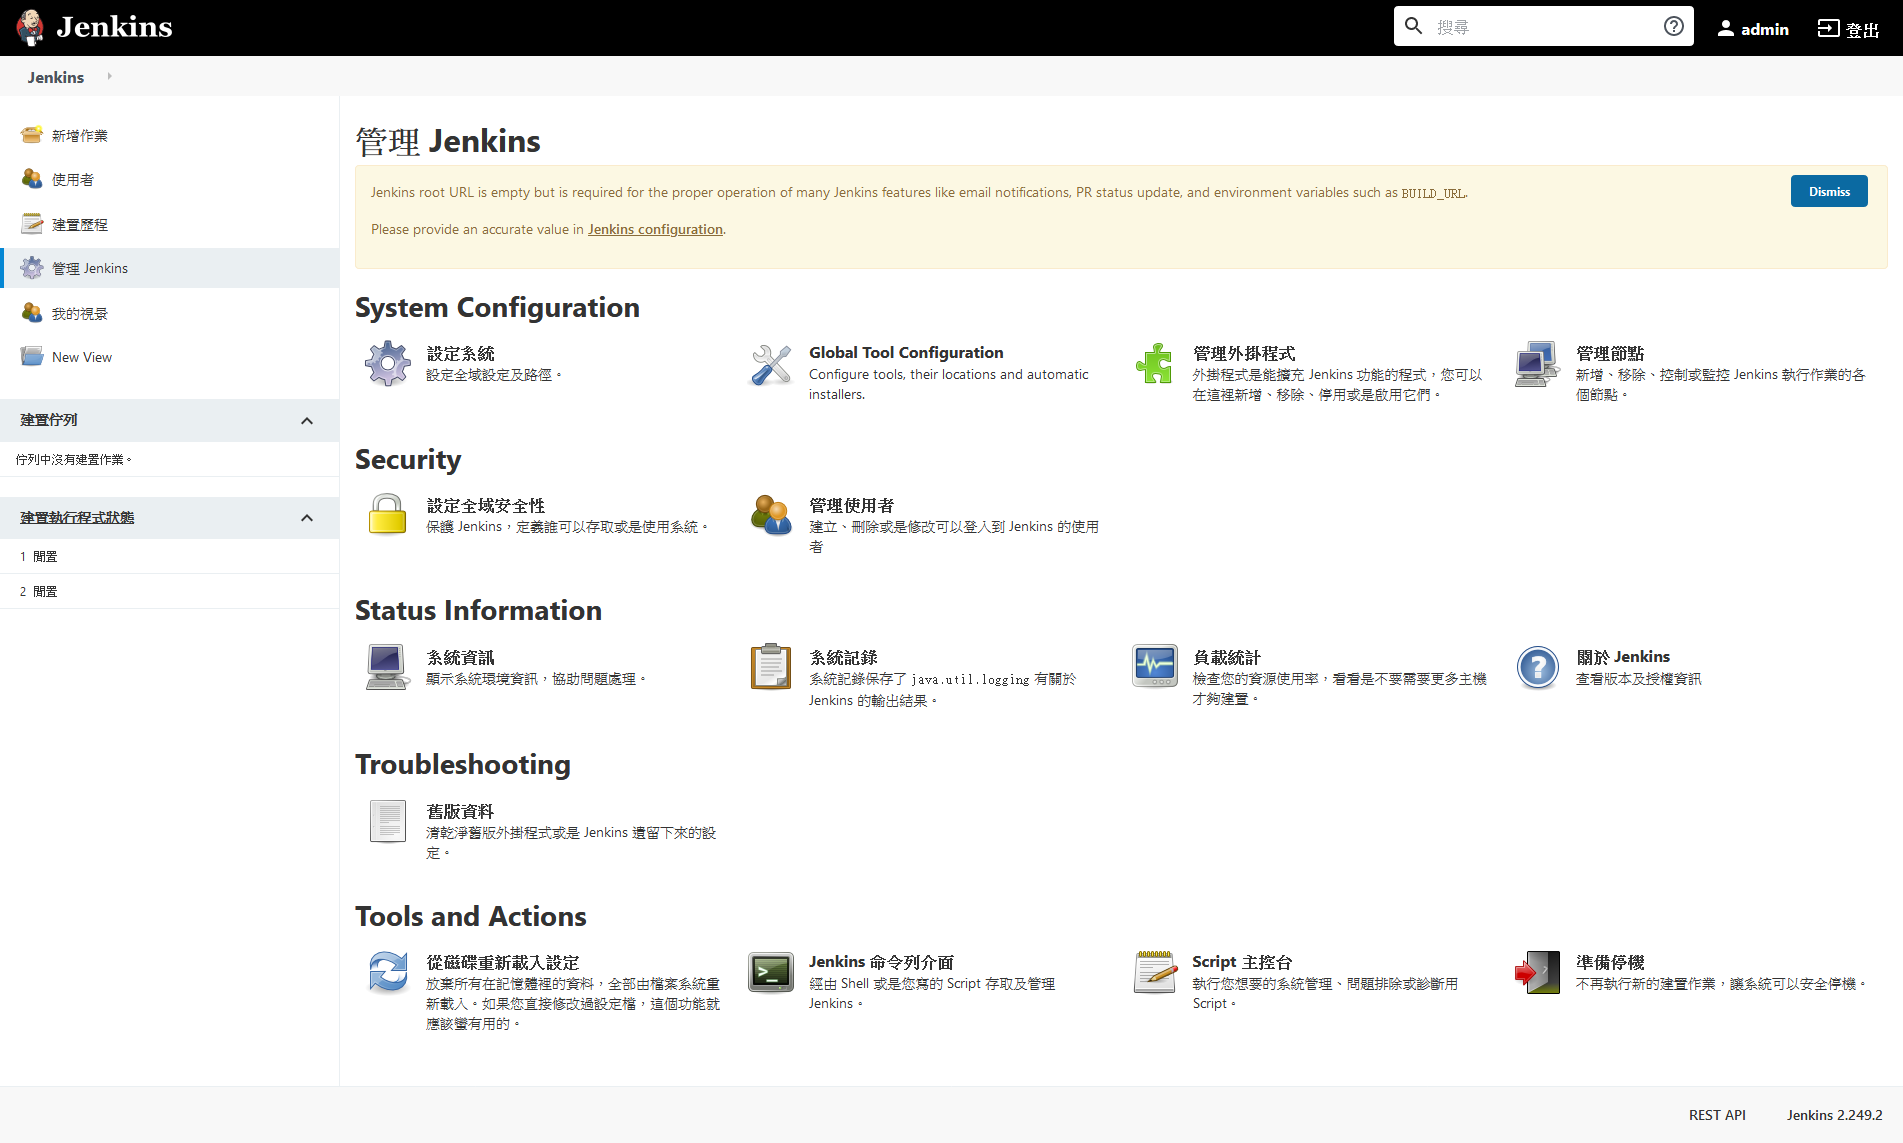 Jenkins
搜尋
admin
登出
Jenkins
新增作業
使用者
建置歷程
管理 Jenkins
我的視景
New View
建置佇列
佇列中沒有建置作業。
建置執行程式狀態
1 閒置
2 閒置
管理 Jenkins
Jenkins root URL is empty but is required for the proper operation of many Jenkins features like email notifications, PR status update, and environment variables such as BUILD_URL.
Dismiss
Please provide an accurate value in Jenkins configuration.
System Configuration
設定系統
設定全域設定及路徑。
Global Tool Configuration
Configure tools, their locations and automatic
installers.
管理外掛程式
外掛程式是能擴充 Jenkins 功能的程式，您可以
在這裡新增、移除、停用或是啟用它們。
管理節點
新增、移除、控制或監控 Jenkins 執行作業的各
個節點。
Security
設定全域安全性
保護 Jenkins，定義誰可以存取或是使用系統。
管理使用者
建立、刪除或是修改可以登入到 Jenkins 的使用
者
Status Information
系統資訊
顯示系統環境資訊，協助問題處理。
系統記錄
系統記錄保存了 java.util.logging 有關於
Jenkins 的輸出結果。
負載統計
檢查您的資源使用率，看看是不要需要更多主機
才夠建置。
關於 Jenkins
查看版本及授權資訊
Troubleshooting
舊版資料
清乾淨舊版外掛程式或是 Jenkins 遺留下來的設
定。
Tools and Actions
從磁碟重新載入設定
放棄所有在記憶體裡的資料，全部由檔案系統重
新載入。如果您直接修改過設定檔，這個功能就
應該蠻有用的。
Jenkins 命令列介面
經由 Shell 或是您寫的 Script 存取及管理
Jenkins。
Script 主控台
執行您想要的系統管理、問題排除或診斷用
Script。
準備停機
不再執行新的建置作業，讓系統可以安全停機。
REST API
Jenkins 2.249.2